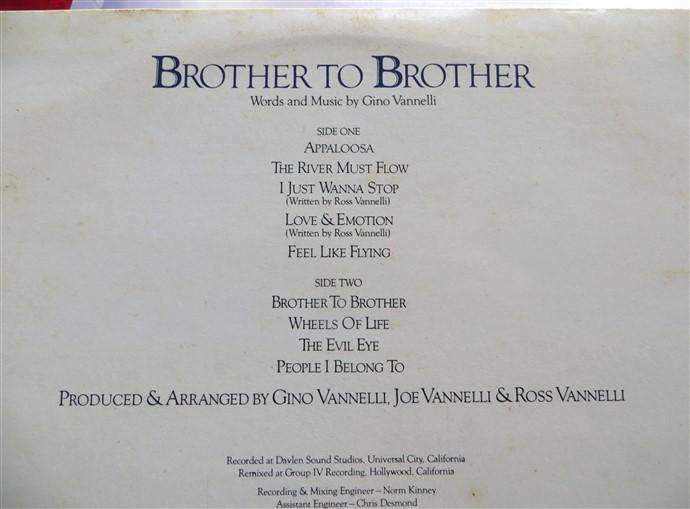 BROTHER TO BROTHER
Words and Music by Gino Vannelli
SIDE ONE
APPALOOSA
THE RIVER MUST FLOW
I JUST WANNA STOP
(Written by Ross Vannelli)
LOVE & EMOTION
(Written by Ross Vannelli)
FEEL LIKE FLYING
SIDE TWO
BROTHER TO BROTHER
WHEELS OF LIFE
THE EVIL EYE
PEOPLE I BELONG TO
PRODUCED & ARRANGED BY GINO VANNELLI, JOE VANNELLI & ROSS VANNELLI
Recorded at Davlen Sound Studios, Universal City, California
Remixed at Group IV Recording, Hollywood, California
Recording & Mixing Engineer – Norm Kinney
Assistant Engineer – Chris Desmond